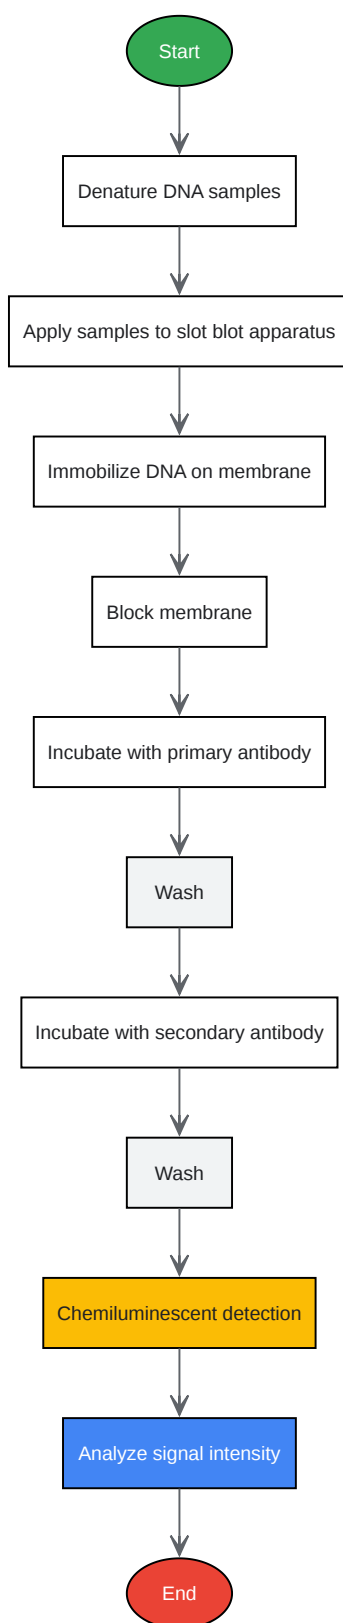 Start
Denature DNA samples
Apply samples to slot blot apparatus
Immobilize DNA on membrane
Block membrane
Incubate with primary antibody
Wash
Incubate with secondary antibody
Wash
Chemiluminescent detection
Analyze signal intensity
End